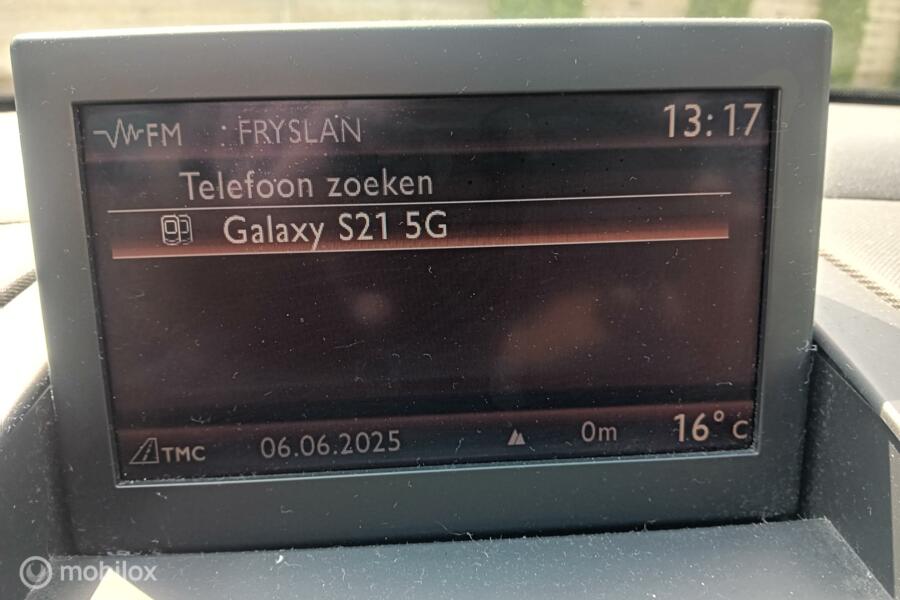 FM : FRYSLAN 13:17
Telefoon zoeken
Galaxy S21 5G
TMC 06.06.2025 0m 16° C
mobilox